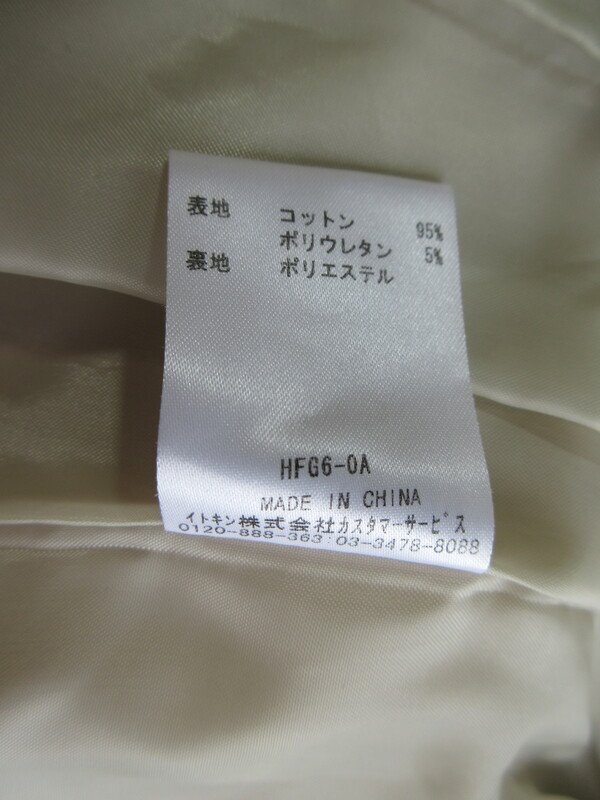 表地 コットン 95%
ポリウレタン 5%
裏地 ポリエステル
HFG6-0A
MADE IN CHINA
イトキン株式会社カスタマーサービス
0120-888-363:03-3478-8088